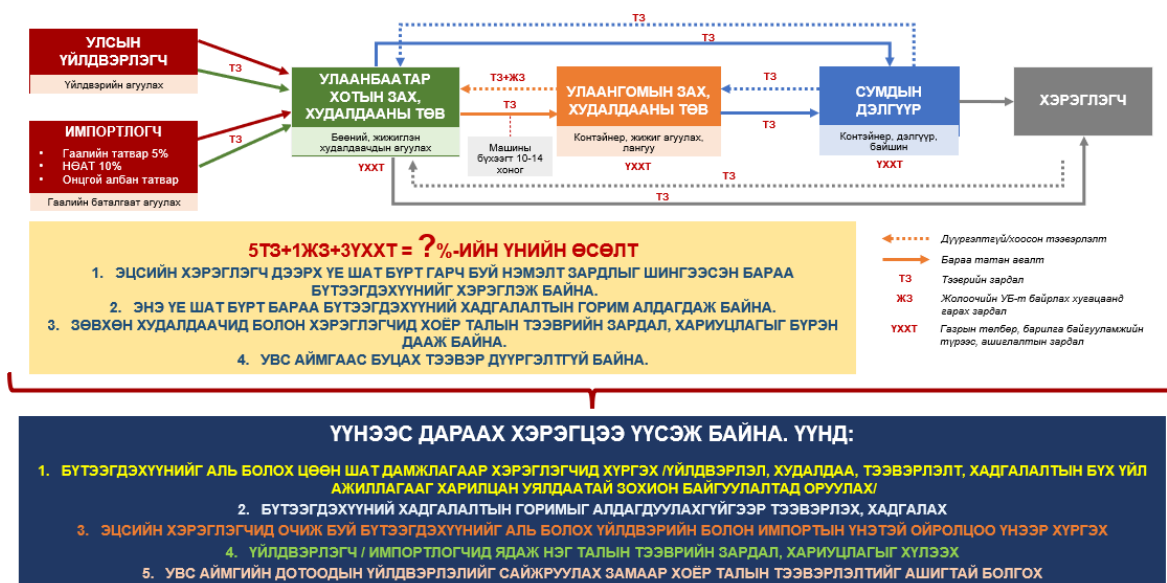 ТЗ
ТЗ
УЛСЫН
ҮЙЛДВЭРЛЭГЧ
Үйлдвэрийн агуулах
ТЗ
ИМПОРТЛОГЧ
• Гаалийн татвар 5%
• НӨАТ 10%
• Онцгой албан татвар
Гаалийн баталгаат агуулах
ТЗ
УЛААНБААТАР
ХОТЫН ЗАХ,
ХУДАЛДААНЫ ТӨВ
Бөөний, жижиглэн
худалдавчдын агуулах
ҮХХТ
ТЗ+ЖЗ
ТЗ
Машины
бүхээгт 10-14
хоног
УЛААНГОМЫН ЗАХ,
ХУДАЛДААНЫ ТӨВ
Контайнер, жижиг агуулах,
лангуу
ҮХХТ
ТЗ
ТЗ
СУМДЫН
ДЭЛГҮҮР
Контайнер, дэлгүүр,
байшин
ҮХХТ
ХЭРЭГЛЭГЧ
ТЗ
ТЗ
5ТЗ+1ЖЗ+3ҮХХТ = ?%-ИЙН ҮНИЙН ӨСӨЛТ
1. ЭЦСИЙН ХЭРЭГЛЭГЧ ДЭЭРХ ҮЕ ШАТ БҮРТ ГАРЧ БУЙ НЭМЭЛТ ЗАРДЛЫГ ШИНГЭЭСЭН БАРАА
БҮТЭЭГДЭХҮҮНИЙГ ХЭРЭГЛЭЖ БАЙНА.
2. ЭНЭ ҮЕ ШАТ БҮРТ БАРАА БҮТЭЭГДЭХҮҮНИЙ ХАДГАЛАЛТЫН ГОРИМ АЛДАГДАЖ БАЙНА.
3. ЗӨВХӨН ХУДАЛДААЧИД БОЛОН ХЭРЭГЛЭГЧИД ХОЁР ТАЛЫН ТЭЭВРИЙН ЗАРДАЛ, ХАРИУЦЛАГЫГ БҮРЭН
ДААЖ БАЙНА.
4. УВС АЙМГААС БУЦАХ ТЭЭВЭР ДҮҮРГЭЛТГҮЙ БАЙНА.
Дүүргэлтгүй/хоосон тээвэрлэлт
Бараа татан авалт
ТЗ Тээврийн зардал
ЖЗ Жолоочийн УБ-т байрлах хугацаанд
гарах зардал
ҮХХТ Газрын төлбөр, барилга байгууламжийн
түрээс, ашиглалтын зардал
ҮҮНЭЭС ДАРААХ ХЭРЭГЦЭЭ ҮҮСЭЖ БАЙНА. ҮҮНД:
1. БҮТЭЭГДЭХҮҮНИЙГ АЛЬ БОЛОХ ЦӨӨН ШАТ ДАМЖЛАГААР ХЭРЭГЛЭГЧИД ХҮРГЭХ /ҮЙЛДВЭРЛЭЛ, ХУДАЛДАА, ТЭЭВЭРЛЭЛТ, ХАДГАЛАЛТЫН БҮХ ҮЙЛ
АЖИЛЛАГААГ ХАРИЛЦАН УЯЛДААТАЙ ЗОХИОН БАЙГУУЛАЛТАД ОРУУЛАХ/
2. БҮТЭЭГДЭХҮҮНИЙ ХАДГАЛАЛТЫН ГОРИМЫГ АЛДАГДУУЛАХГҮЙГЭЭР ТЭЭВЭРЛЭХ, ХАДГАЛАХ
3. ЭЦСИЙН ХЭРЭГЛЭГЧИД ОЧИЖ БУЙ БҮТЭЭГДЭХҮҮНИЙГ АЛЬ БОЛОХ ҮЙЛДВЭРИЙН БОЛОН ИМПОРТЫН ҮНЭТЭЙ ОЙРОЛЦОО ҮНЭЭР ХҮРГЭХ
4. ҮЙЛДВЭРЛЭГЧ / ИМПОРТЛОГЧИД ЯДАЖ НЭГ ТАЛЫН ТЭЭВРИЙН ЗАРДАЛ, ХАРИУЦЛАГЫГ ХҮЛЭЭХ
5. УВС АЙМГИЙН ДОТООДЫН ҮЙЛДВЭРЛЭЛИЙГ САЙЖРУУЛАХ ЗАМААР ХОЁР ТАЛЫН ТЭЭВЭРЛЭЛТИЙГ АШИГТАЙ БОЛГОХ